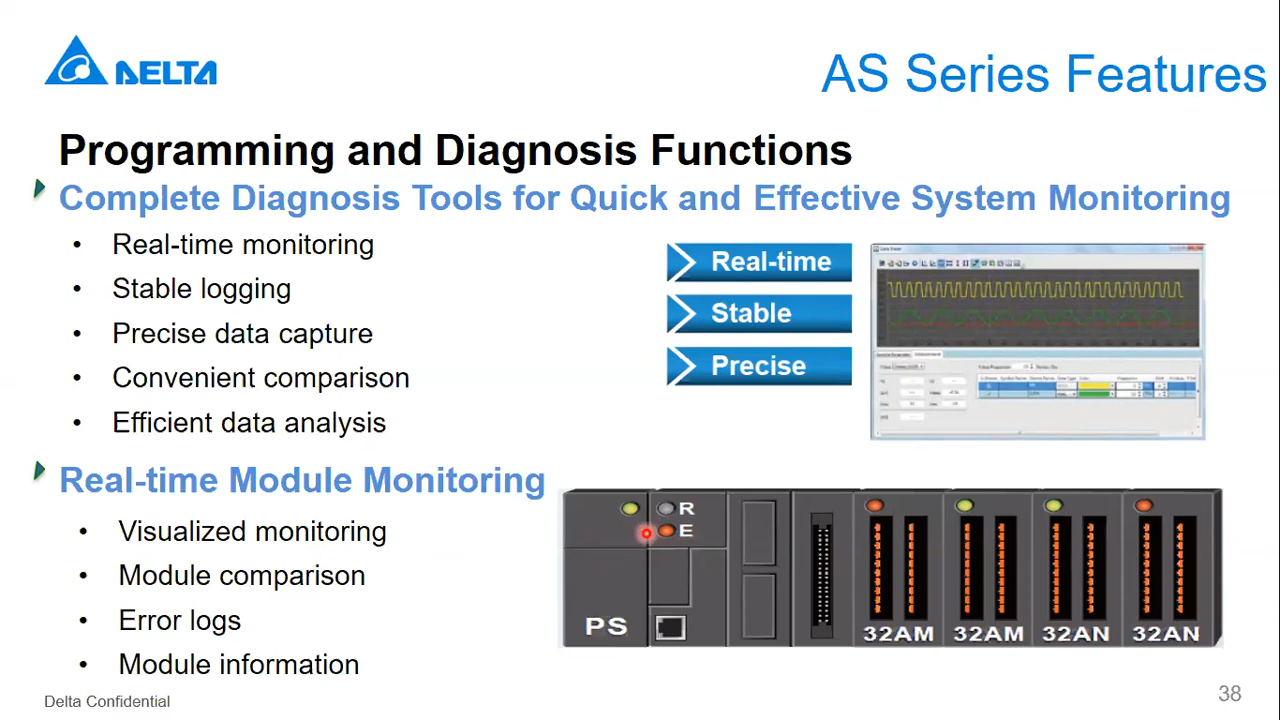 DELTA
AS Series Features
Programming and Diagnosis Functions
Complete Diagnosis Tools for Quick and Effective System Monitoring
• Real-time monitoring
• Stable logging
• Precise data capture
• Convenient comparison
• Efficient data analysis
Real-time
Stable
Precise
Real-time Module Monitoring
• Visualized monitoring
• Module comparison
• Error logs
• Module information
R
E
PS
32AM
32AM
32AN
32AN
Delta Confidential
38